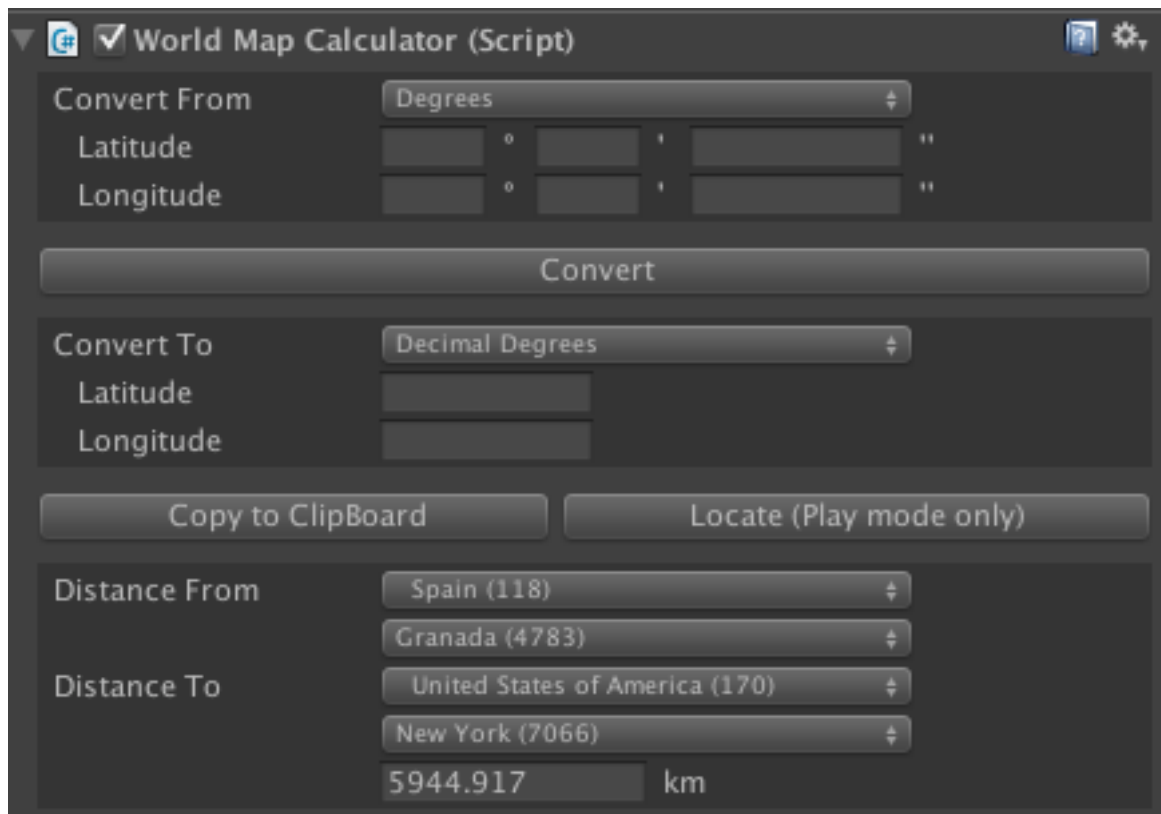 World Map Calculator (Script)
Convert From Degrees
Latitude ° ' "
Longitude ° ' "
Convert
Convert To Decimal Degrees
Latitude
Longitude
Copy to ClipBoard Locate (Play mode only)
Distance From Spain (118)
Granada (4783)
Distance To United States of America (170)
New York (7066)
5944.917 km